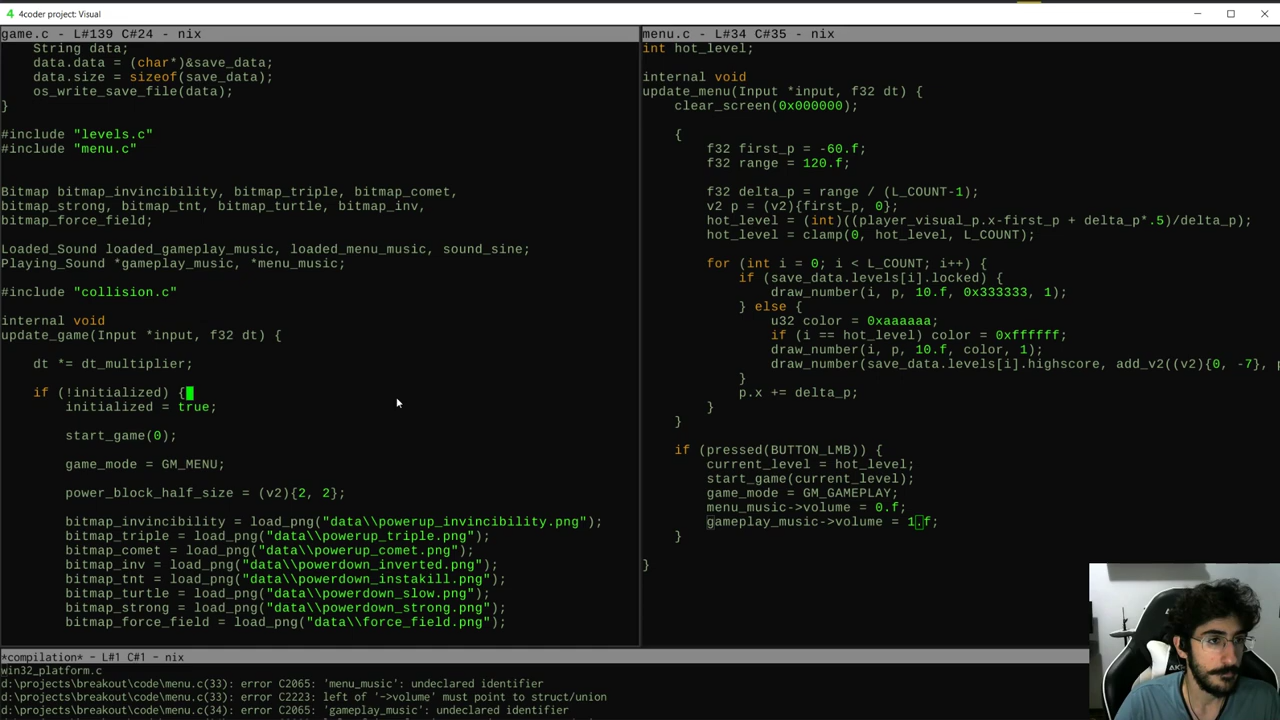 4 4coder project: Visual
game.c - L#139 C#24 - nix
String data;
data.data = (char*)&save_data;
data.size = sizeof(save_data);
os_write_save_file(data);
}
#include "levels.c"
#include "menu.c"
Bitmap bitmap_invincibility, bitmap_triple, bitmap_comet,
bitmap_strong, bitmap_tnt, bitmap_turtle, bitmap_inv,
bitmap_force_field;
Loaded_Sound loaded_gameplay_music, loaded_menu_music, sound_sine;
Playing_Sound *gameplay_music, *menu_music;
#include "collision.c"
internal void
update_game(Input *input, f32 dt) {
dt *= dt_multiplier;
if (!initialized) {
initialized = true;
start_game(0);
game_mode = GM_MENU;
power_block_half_size = (v2){2, 2};
bitmap_invincibility = load_png("data\\powerup_invincibility.png");
bitmap_triple = load_png("data\\powerup_triple.png");
bitmap_comet = load_png("data\\powerup_comet.png");
bitmap_inv = load_png("data\\powerdown_inverted.png");
bitmap_tnt = load_png("data\\powerdown_instakill.png");
bitmap_turtle = load_png("data\\powerdown_slow.png");
bitmap_strong = load_png("data\\powerdown_strong.png");
bitmap_force_field = load_png("data\\force_field.png");
menu.c - L#34 C#35 - nix
int hot_level;
internal void
update_menu(Input *input, f32 dt) {
clear_screen(0x000000);
{
f32 first_p = -60.f;
f32 range = 120.f;
f32 delta_p = range / (L_COUNT-1);
v2 p = (v2){first_p, 0};
hot_level = (int)((player_visual_p.x-first_p + delta_p*.5)/delta_p);
hot_level = clamp(0, hot_level, L_COUNT);
for (int i = 0; i < L_COUNT; i++) {
if (save_data.levels[i].locked) {
draw_number(i, p, 10.f, 0x333333, 1);
} else {
u32 color = 0xaaaaaa;
if (i == hot_level) color = 0xffffff;
draw_number(i, p, 10.f, color, 1);
draw_number(save_data.levels[i].highscore, add_v2((v2){0, -7}, p
}
p.x += delta_p;
}
}
if (pressed(BUTTON_LMB)) {
current_level = hot_level;
start_game(current_level);
game_mode = GM_GAMEPLAY;
menu_music->volume = 0.f;
gameplay_music->volume = 1.f;
}
}
*compilation* - L#1 C#1 - nix
win32_platform.c
d:\projects\breakout\code\menu.c(33): error C2065: 'menu_music': undeclared identifier
d:\projects\breakout\code\menu.c(33): error C2223: left of '->volume' must point to struct/union
d:\projects\breakout\code\menu.c(34): error C2065: 'gameplay_music': undeclared identifier